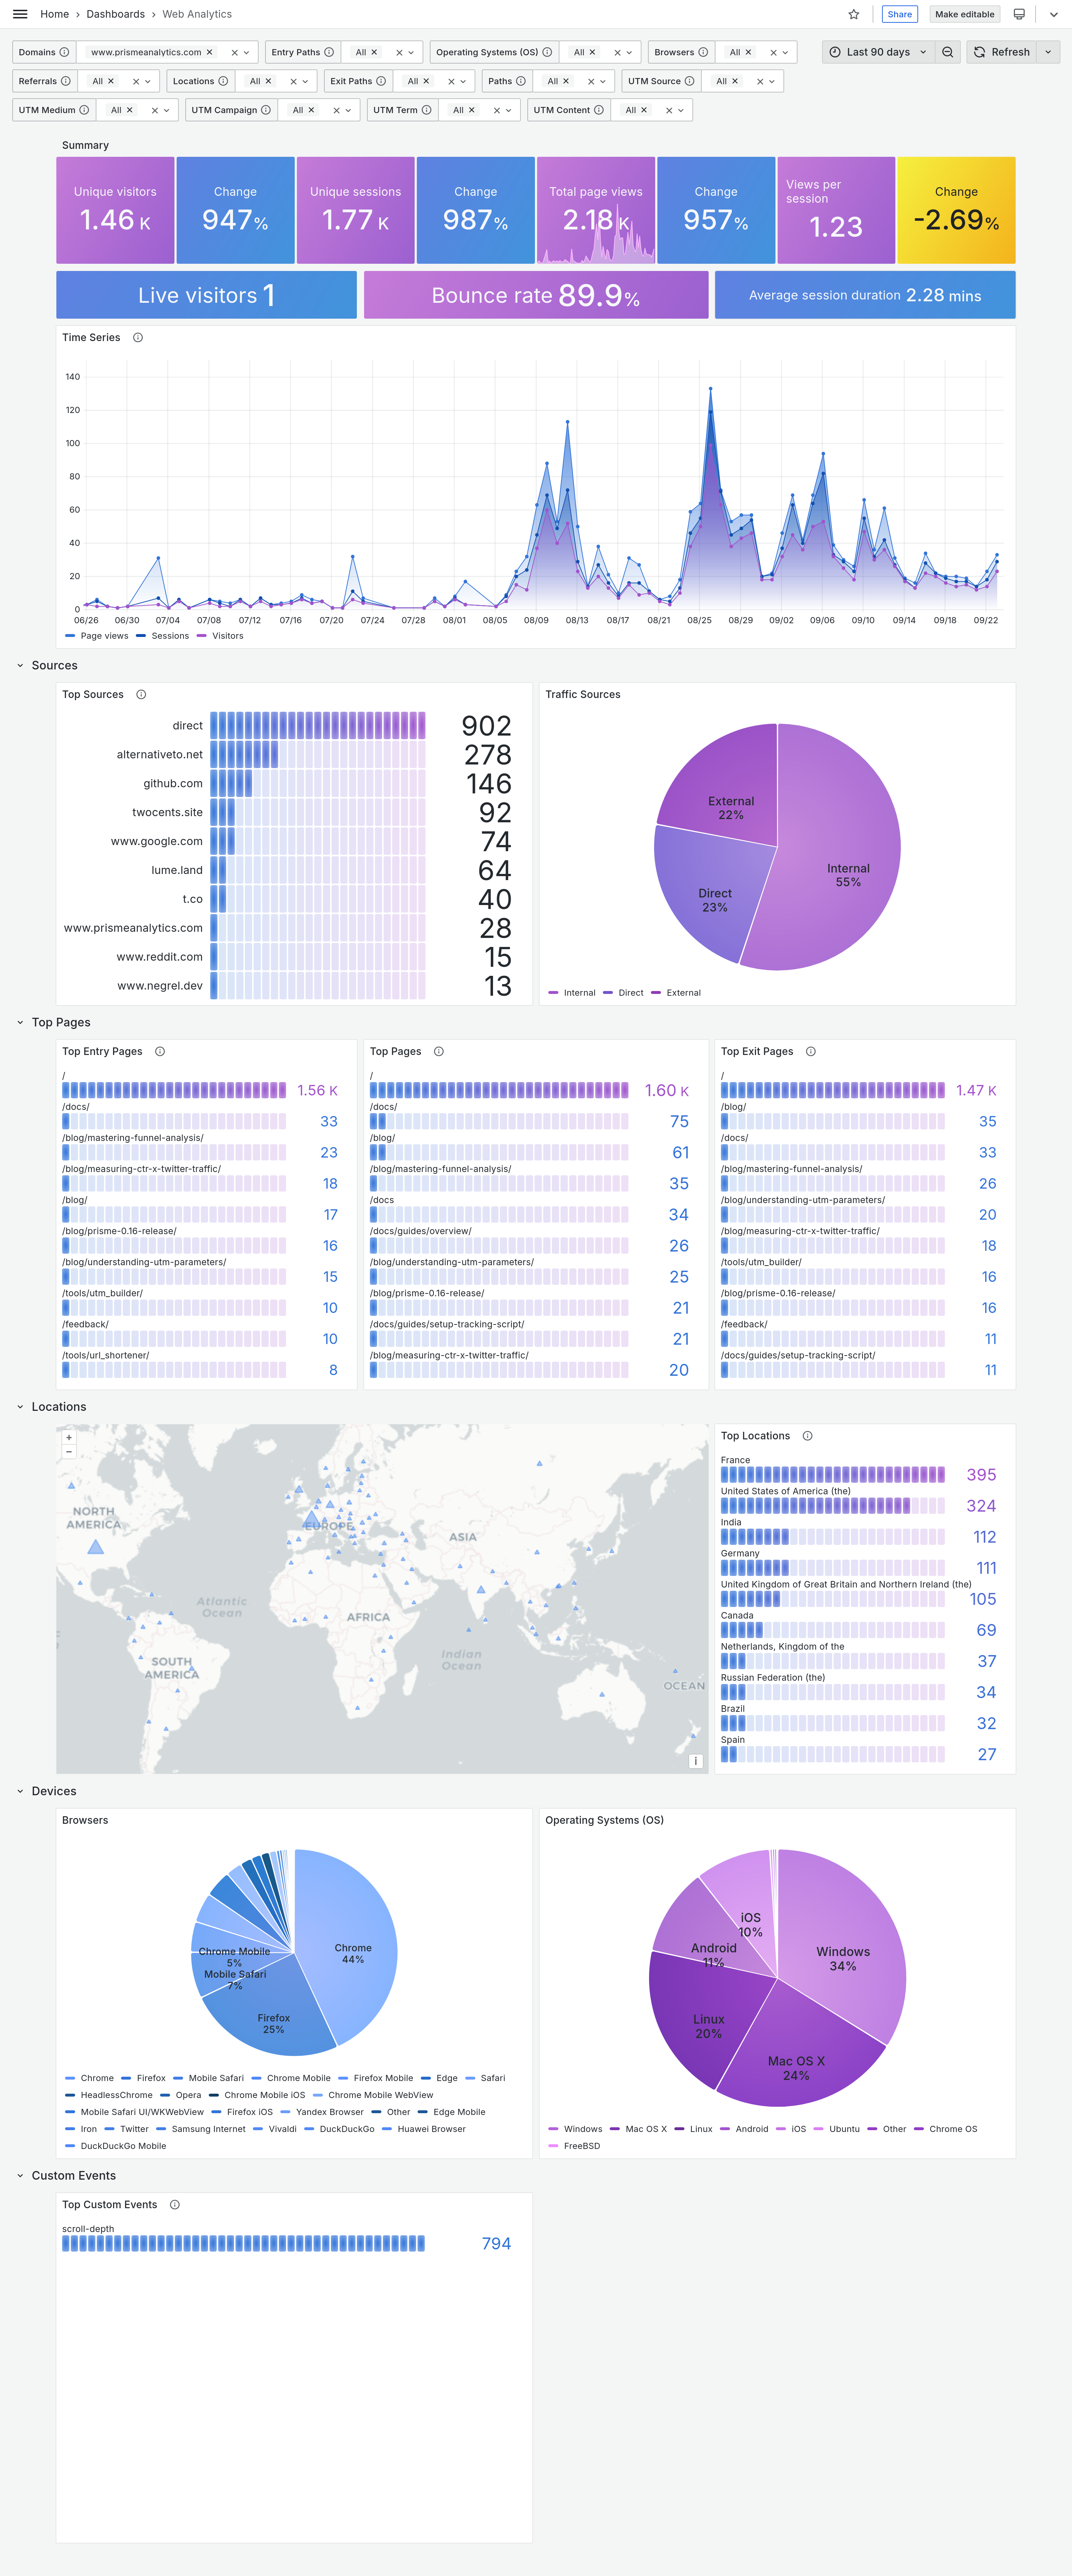 Home › Dashboards › Web Analytics
Share
Make editable
Domains www.prismeanalytics.com
Entry Paths All
Operating Systems (OS) All
Browsers All
Last 90 days
Refresh
Referrals All
Locations All
Exit Paths All
Paths All
UTM Source All
UTM Medium All
UTM Campaign All
UTM Term All
UTM Content All
Summary
Unique visitors
1.46 K
Change
947%
Unique sessions
1.77 K
Change
987%
Total page views
2.18 K
Change
957%
Views per
session
1.23
Change
-2.69%
Live visitors 1
Bounce rate 89.9%
Average session duration 2.28 mins
Time Series
140
120
100
80
60
40
20
0
06/26 06/30 07/04 07/08 07/12 07/16 07/20 07/24 07/28 08/01 08/05 08/09 08/13 08/17 08/21 08/25 08/29 09/02 09/06 09/10 09/14 09/18 09/22
Page views Sessions Visitors
Sources
Top Sources
direct 902
alternativeto.net 278
github.com 146
twocents.site 92
www.google.com 74
lume.land 64
t.co 40
www.prismeanalytics.com 28
www.reddit.com 15
www.negrel.dev 13
Traffic Sources
External
22%
Internal
55%
Direct
23%
Internal Direct External
Top Pages
Top Entry Pages
/
1.56 K
/docs/
33
/blog/mastering-funnel-analysis/
23
/blog/measuring-ctr-x-twitter-traffic/
18
/blog/
17
/blog/prisme-0.16-release/
16
/blog/understanding-utm-parameters/
15
/tools/utm_builder/
10
/feedback/
10
/tools/url_shortener/
8
Top Pages
/
1.60 K
/docs/
75
/blog/
61
/blog/mastering-funnel-analysis/
35
/docs
34
/docs/guides/overview/
26
/blog/understanding-utm-parameters/
25
/blog/prisme-0.16-release/
21
/docs/guides/setup-tracking-script/
21
/blog/measuring-ctr-x-twitter-traffic/
20
Top Exit Pages
/
1.47 K
/blog/
35
/docs/
33
/blog/mastering-funnel-analysis/
26
/blog/understanding-utm-parameters/
20
/blog/measuring-ctr-x-twitter-traffic/
18
/tools/utm_builder/
16
/blog/prisme-0.16-release/
16
/feedback/
11
/docs/guides/setup-tracking-script/
11
Locations
+
−
NORTH
AMERICA
EUROPE
ASIA
Atlantic
Ocean
AFRICA
SOUTH
AMERICA
Indian
Ocean
OCEAN
i
Top Locations
France
395
United States of America (the)
324
India
112
Germany
111
United Kingdom of Great Britain and Northern Ireland (the)
105
Canada
69
Netherlands, Kingdom of the
37
Russian Federation (the)
34
Brazil
32
Spain
27
Devices
Browsers
Chrome
44%
Chrome Mobile
5%
Mobile Safari
7%
Firefox
25%
Chrome Firefox Mobile Safari Chrome Mobile Firefox Mobile Edge Safari
HeadlessChrome Opera Chrome Mobile iOS Chrome Mobile WebView
Mobile Safari UI/WKWebView Firefox iOS Yandex Browser Other Edge Mobile
Iron Twitter Samsung Internet Vivaldi DuckDuckGo Huawei Browser
DuckDuckGo Mobile
Operating Systems (OS)
iOS
10%
Android
11%
Windows
34%
Linux
20%
Mac OS X
24%
Windows Mac OS X Linux Android iOS Ubuntu Other Chrome OS
FreeBSD
Custom Events
Top Custom Events
scroll-depth
794